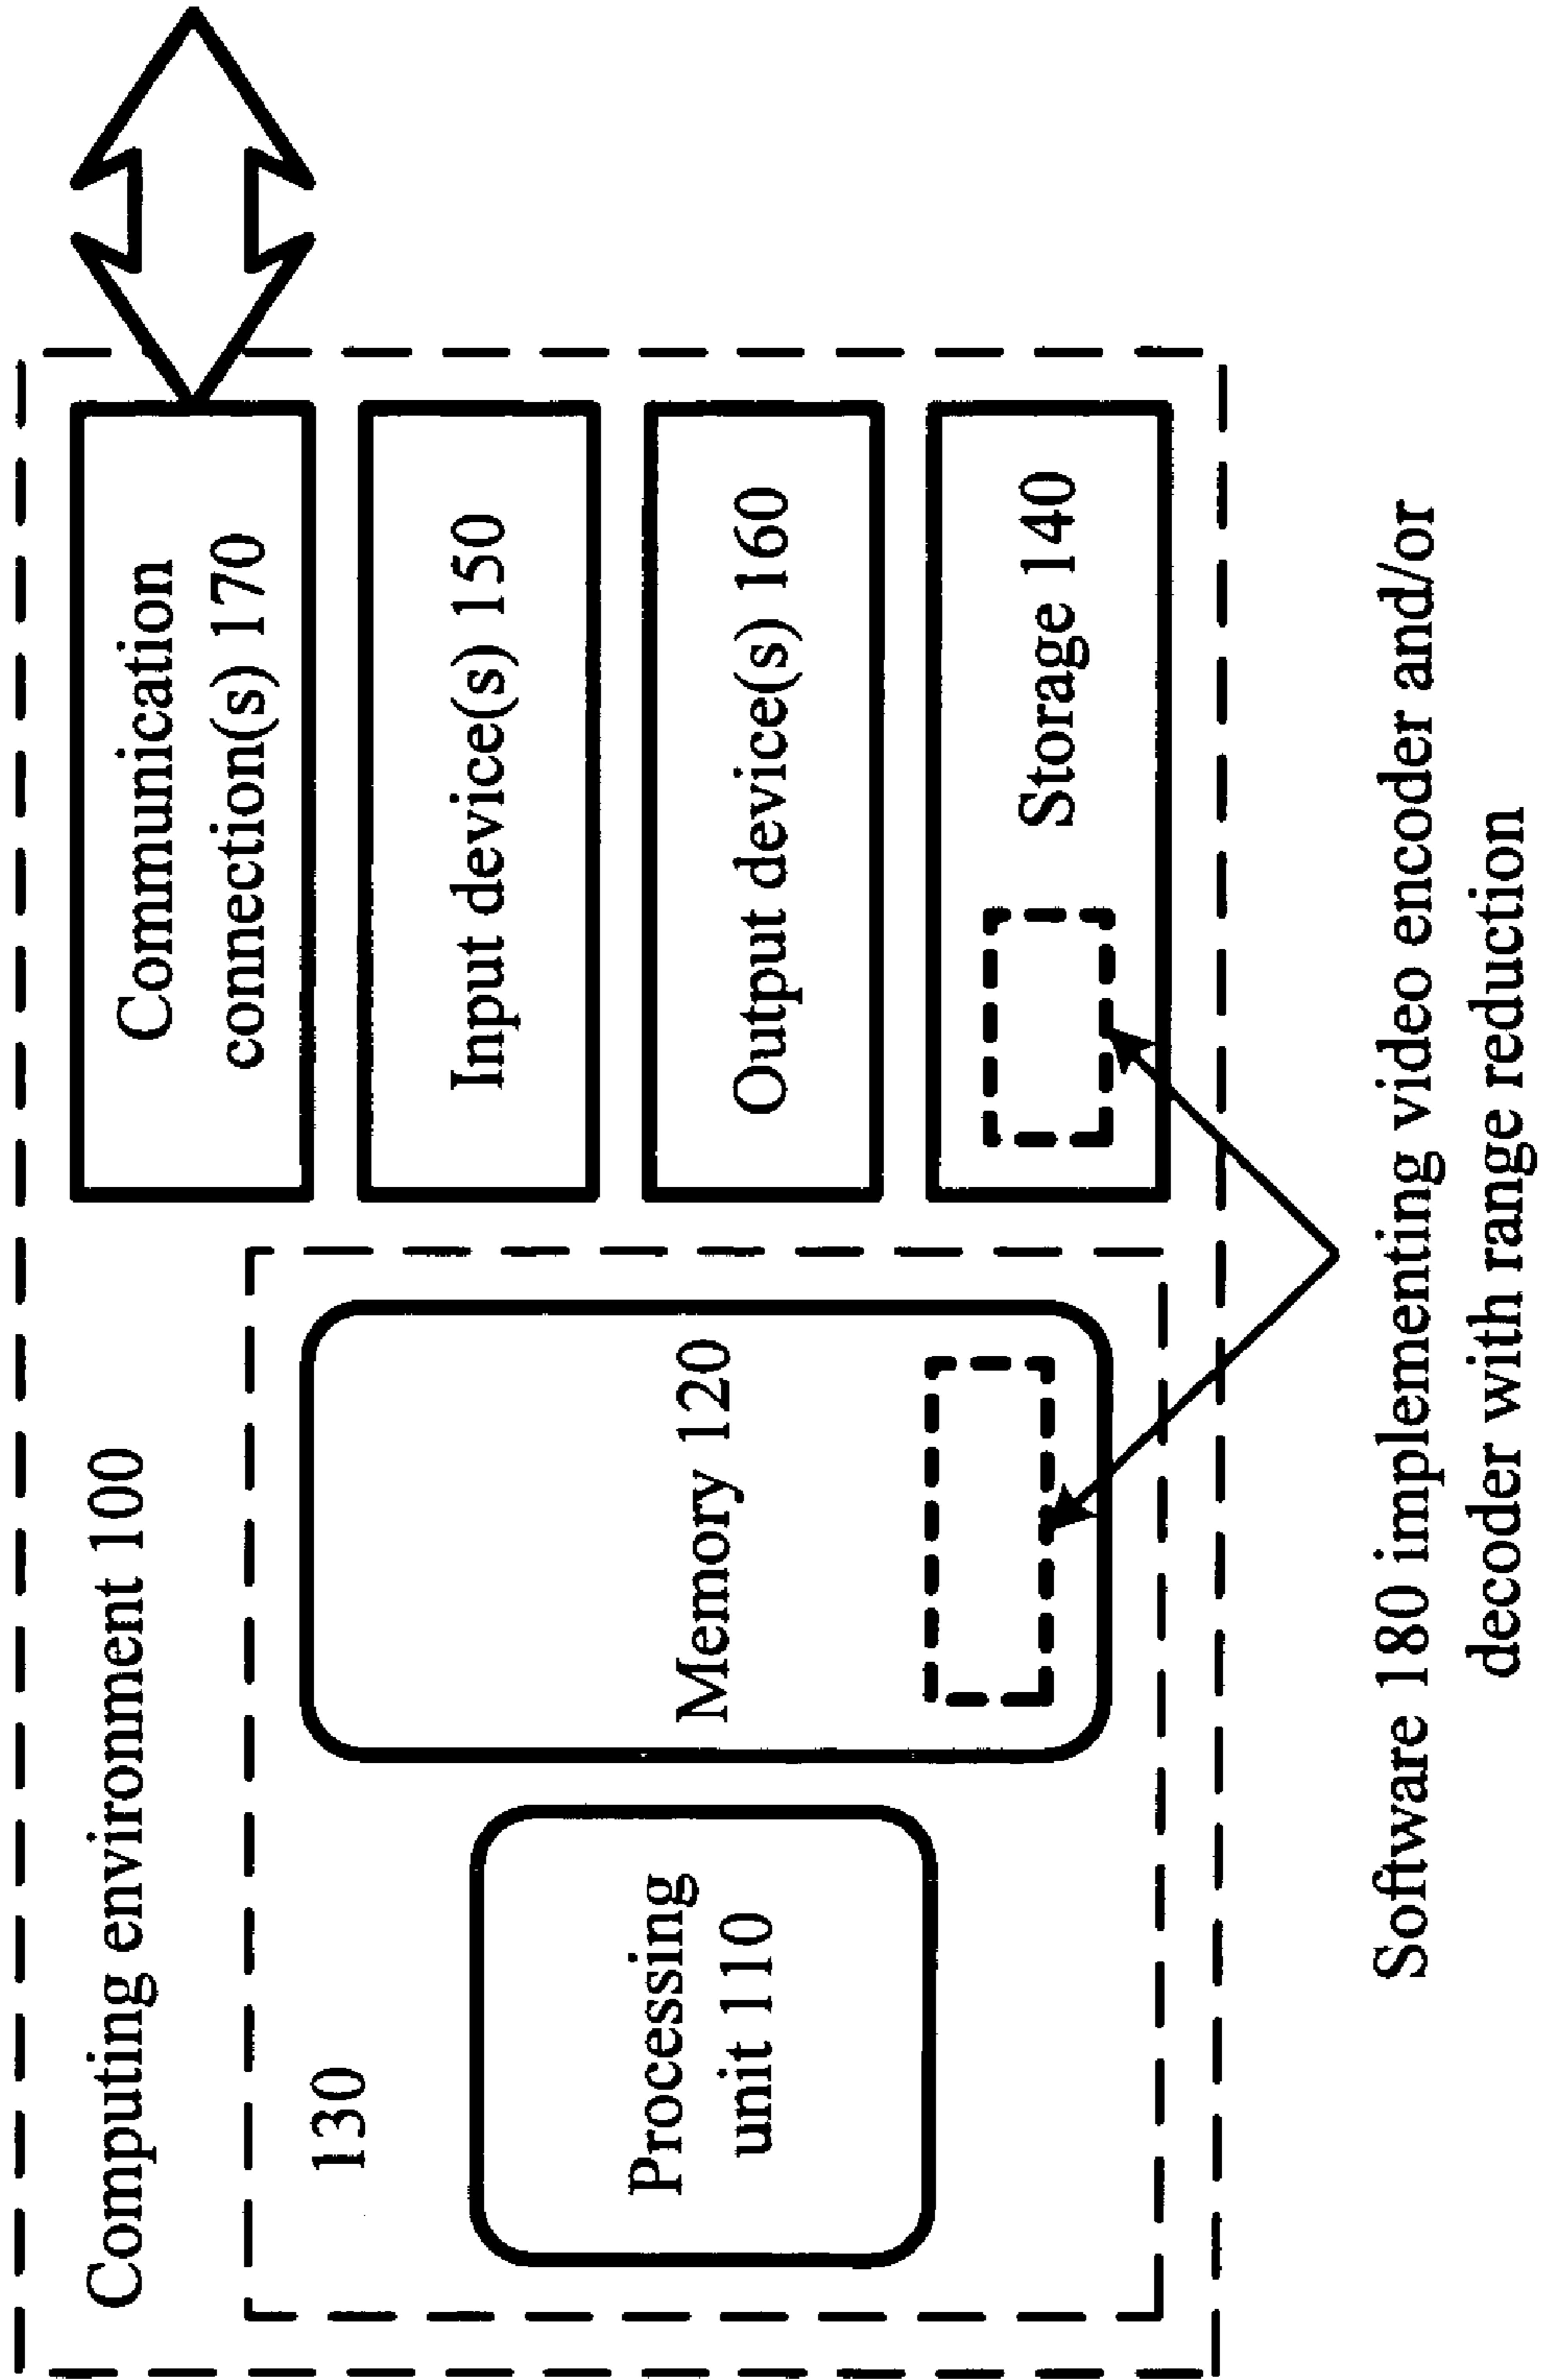 Computing environment 100
130
Processing
unit 110
Memory 120
Communication
connection(s) 170
Input device(s) 150
Output device(s) 160
Storage 140
Software 180 implementing video encoder and/or
decoder with range reduction